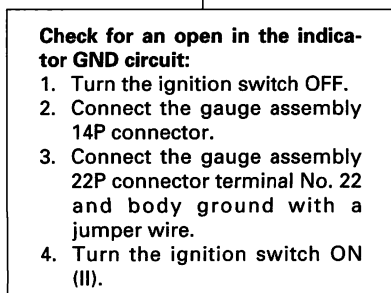 Check for an open in the indica-
tor GND circuit:
1. Turn the ignition switch OFF.
2. Connect the gauge assembly
14P connector.
3. Connect the gauge assembly
22P connector terminal No. 22
and body ground with a
jumper wire.
4. Turn the ignition switch ON
(II).